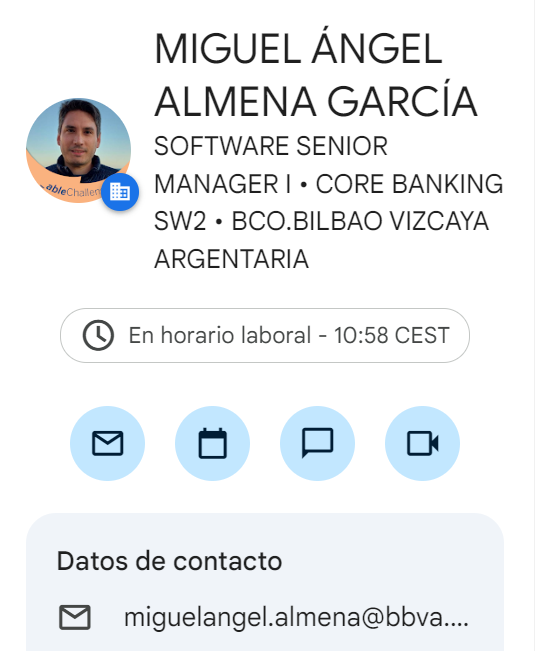 MIGUEL ÁNGEL
ALMENA GARCÍA
SOFTWARE SENIOR
MANAGER I • CORE BANKING
SW2 • BCO.BILBAO VIZCAYA
ARGENTARIA
ableChallen
En horario laboral - 10:58 CEST
Datos de contacto
miguelangel.almena@bbva....